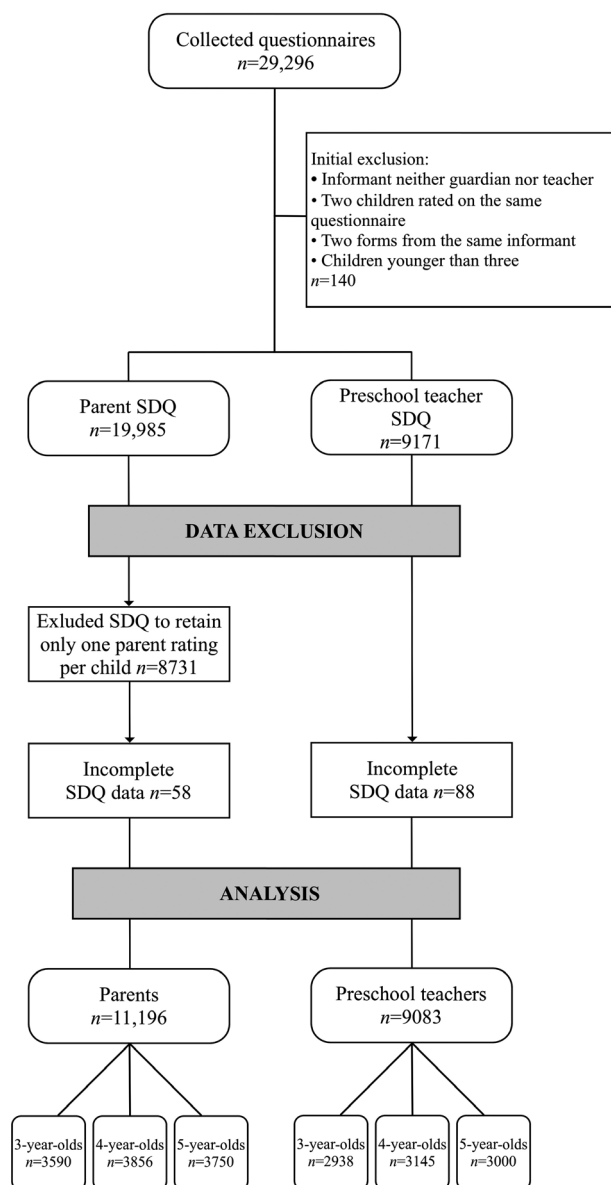 Collected questionnaires
n=29,296
Initial exclusion:
• Informant neither guardian nor teacher
• Two children rated on the same
questionnaire
• Two forms from the same informant
• Children younger than three
n=140
Parent SDQ
n=19,985
Preschool teacher
SDQ
n=9171
DATA EXCLUSION
Exluded SDQ to retain
only one parent rating
per child n=8731
Incomplete
SDQ data n=58
Incomplete
SDQ data n=88
ANALYSIS
Parents
n=11,196
Preschool teachers
n=9083
3-year-olds
n=3590
4-year-olds
n=3856
5-year-olds
n=3750
3-year-olds
n=2938
4-year-olds
n=3145
5-year-olds
n=3000